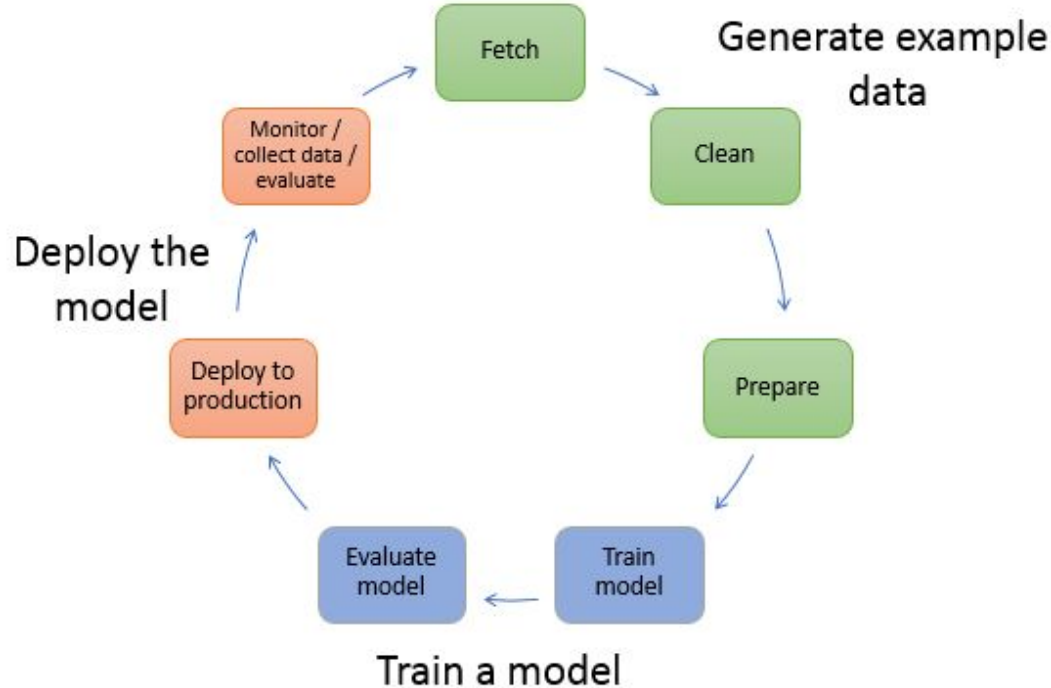 Fetch
Generate example
data
Clean
Prepare
Train
model
Train a model
Evaluate
model
Deploy to
production
Deploy the
model
Monitor /
collect data /
evaluate